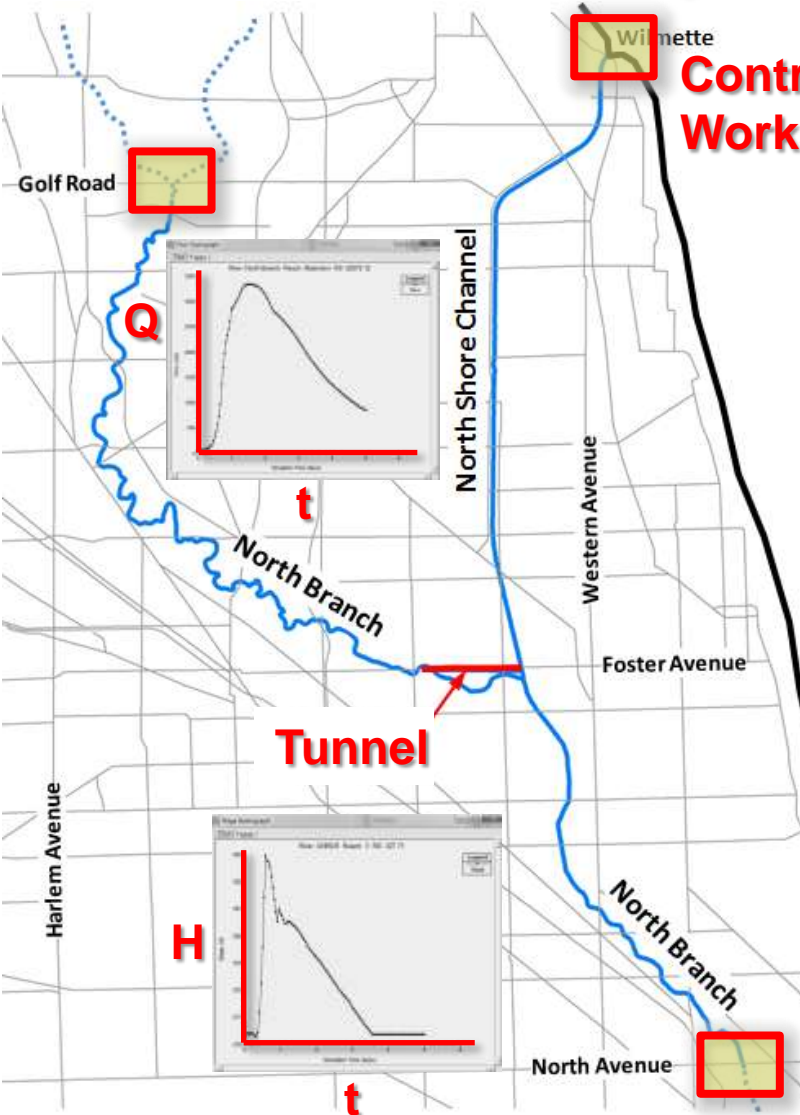 Wilmette
Contr
Work
Golf Road
Q
t
North Shore Channel
Western Avenue
North Branch
Foster Avenue
Tunnel
Harlem Avenue
H
t
North Branch
North Avenue